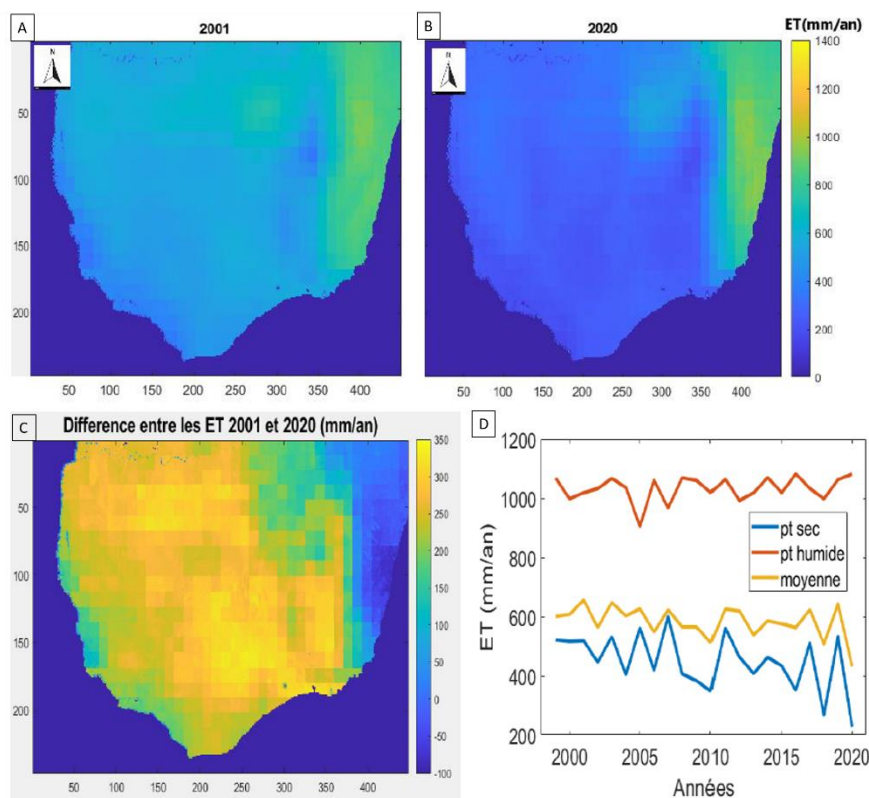 A
2001
N
50
100
150
200
50 100 150 200 250 300 350 400
B
2020
N
50 100 150 200 250 300 350 400
ET(mm/an)
1400
1200
1000
800
600
400
200
0
C
Difference entre les ET 2001 et 2020 (mm/an)
50
100
150
200
50 100 150 200 250 300 350 400
350
300
250
200
150
100
50
0
-50
-100
D
1200
1000
800
600
400
200
ET (mm/an)
pt sec
pt humide
moyenne
2000 2005 2010 2015 2020
Années